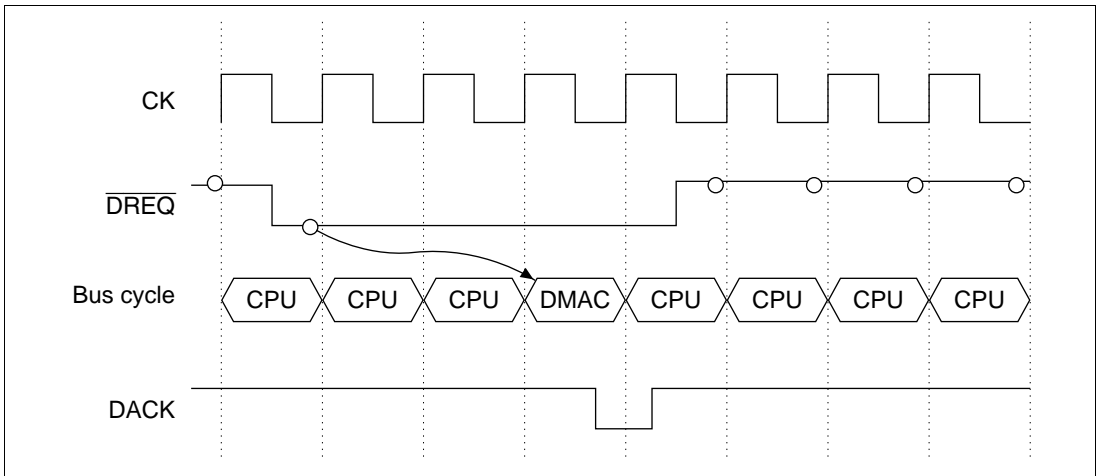 CK
DREQ
Bus cycle CPU CPU CPU DMAC CPU CPU CPU CPU
DACK